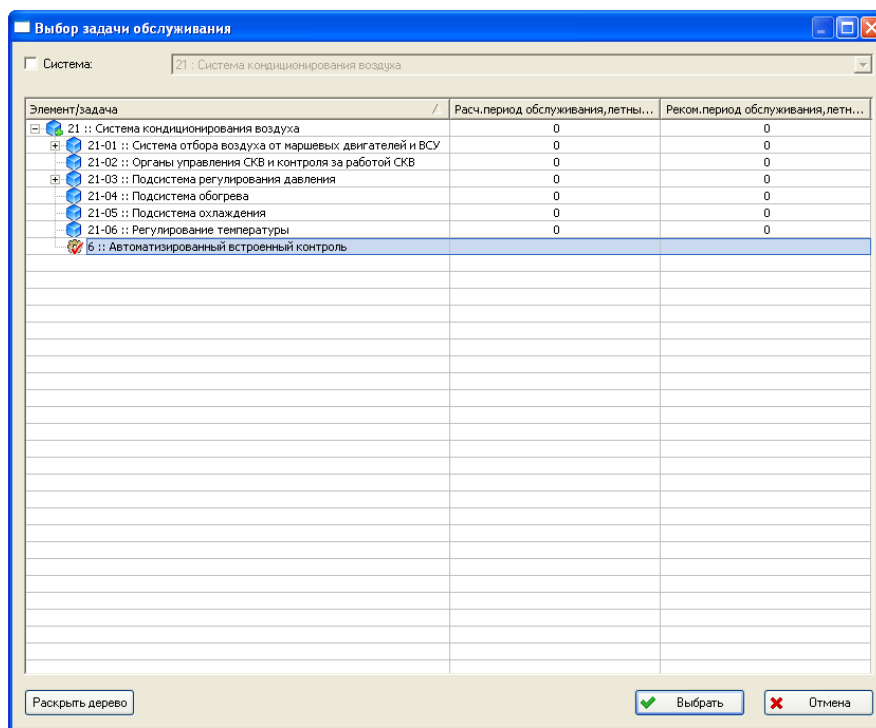 Выбор задачи обслуживания
Система: 21 : Система кондиционирования воздуха
Элемент/задача Расч.период обслуживания,летны... Реком.период обслуживания,летн...
21 :: Система кондиционирования воздуха 0 0
21-01 :: Система отбора воздуха от маршевых двигателей и ВСУ 0 0
21-02 :: Органы управления СКВ и контроля за работой СКВ 0 0
21-03 :: Подсистема регулирования давления 0 0
21-04 :: Подсистема обогрева 0 0
21-05 :: Подсистема охлаждения 0 0
21-06 :: Регулирование температуры 0 0
6 :: Автоматизированный встроенный контроль
Раскрыть дерево Выбрать Отмена